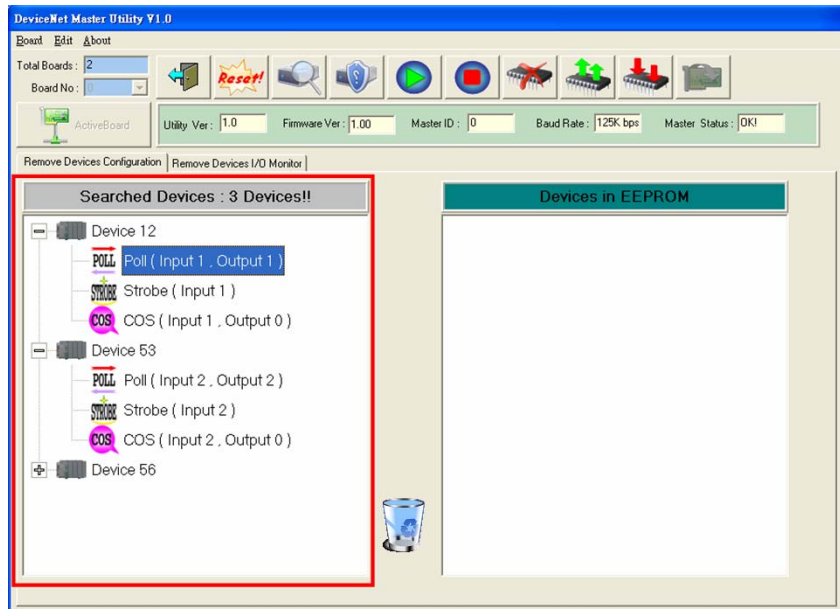 DeviceNet Master Utility V1.0
Board Edit About
Total Boards : 2
Board No : 0
Reset!
ActiveBoard
Utility Ver : 1.0 Firmware Ver : 1.00 Master ID : 0 Baud Rate : 125K bps Master Status : OK!
Remove Devices Configuration Remove Devices I/O Monitor
Searched Devices : 3 Devices!!
Devices in EEPROM
Device 12
POLL Poll ( Input 1 , Output 1 )
STROBE Strobe ( Input 1 )
COS COS ( Input 1 , Output 0 )
Device 53
POLL Poll ( Input 2 , Output 2 )
STROBE Strobe ( Input 2 )
COS COS ( Input 2 , Output 0 )
Device 56